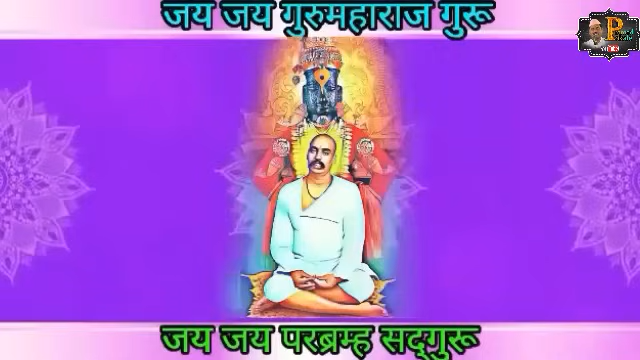 जय जय गुरुमहाराज गुरू
जय जय परब्रम्ह सद्गुरू